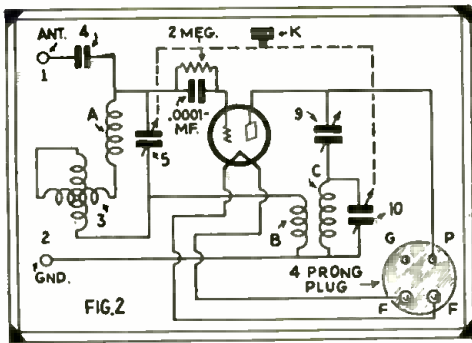 ANT.
4
2 MEG.
K
1
.0001-
MF.
9
A
5
C
3
10
2
B
G
P
GND.
4 PRONG
PLUG
F
F
FIG.2